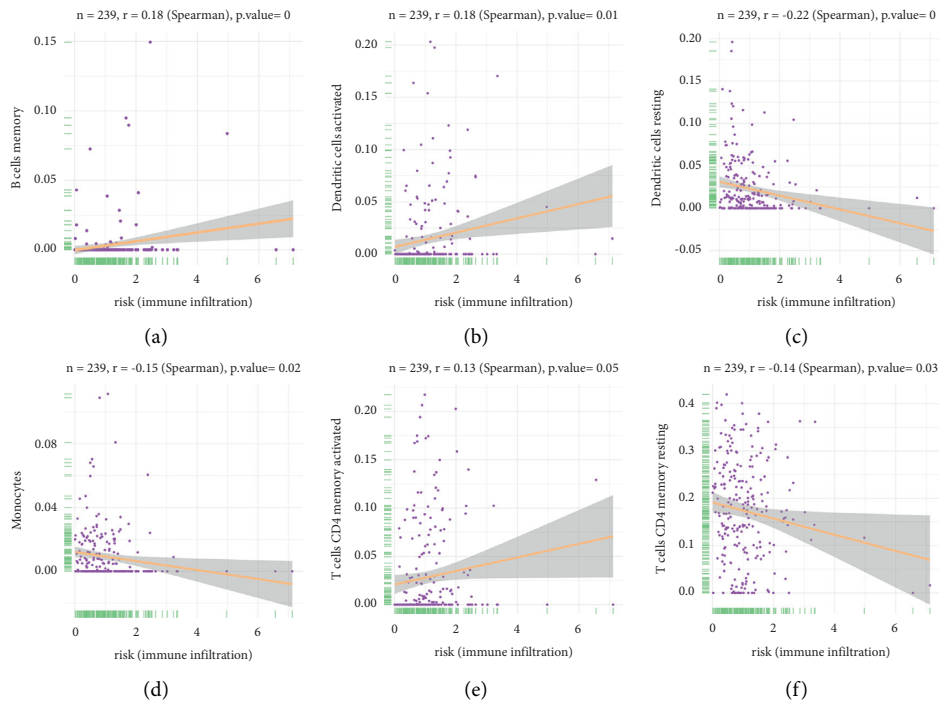 n = 239, r = 0.18 (Spearman), p.value= 0
0.15
0.10
0.05
0.00
B cells memory
0 2 4 6
risk (immune infiltration)
(a)
n = 239, r = 0.18 (Spearman), p.value= 0.01
0.20
0.15
0.10
0.05
0.00
Dendritic cells activated
0 2 4 6
risk (immune infiltration)
(b)
n = 239, r = -0.22 (Spearman), p.value= 0
0.20
0.15
0.10
0.05
0.00
-0.05
Dendritic cells resting
0 2 4 6
risk (immune infiltration)
(c)
n = 239, r = -0.15 (Spearman), p.value= 0.02
0.08
0.04
0.00
Monocytes
0 2 4 6
risk (immune infiltration)
(d)
n = 239, r = 0.13 (Spearman), p.value= 0.05
0.20
0.15
0.10
0.05
0.00
T cells CD4 memory activated
0 2 4 6
risk (immune infiltration)
(e)
n = 239, r = -0.14 (Spearman), p.value= 0.03
0.4
0.3
0.2
0.1
0.0
T cells CD4 memory resting
0 2 4 6
risk (immune infiltration)
(f)